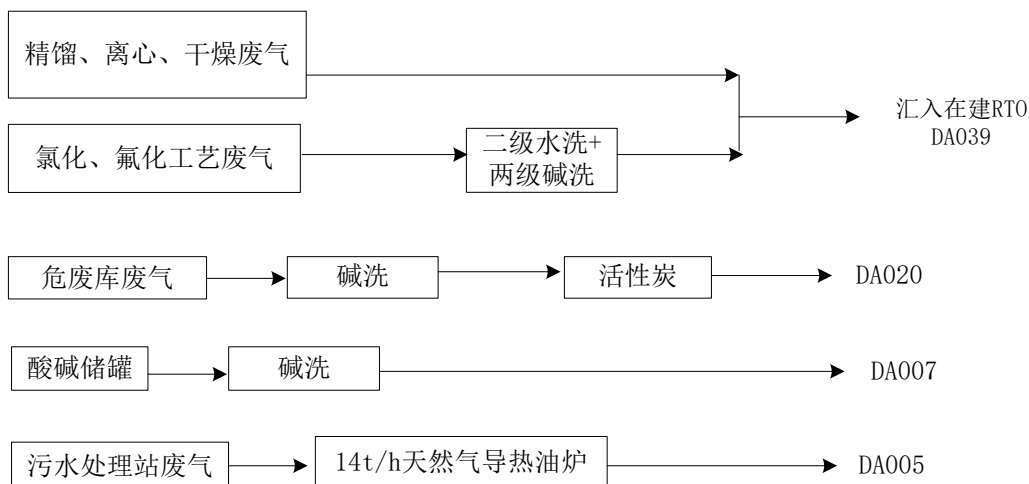 精馏、离心、干燥废气
汇入在建RTO
DA039
氯化、氟化工艺废气
二级水洗+
两级碱洗
危废库废气
碱洗
活性炭
DA020
酸碱储罐
碱洗
DA007
污水处理站废气
14t/h天然气导热油炉
DA005